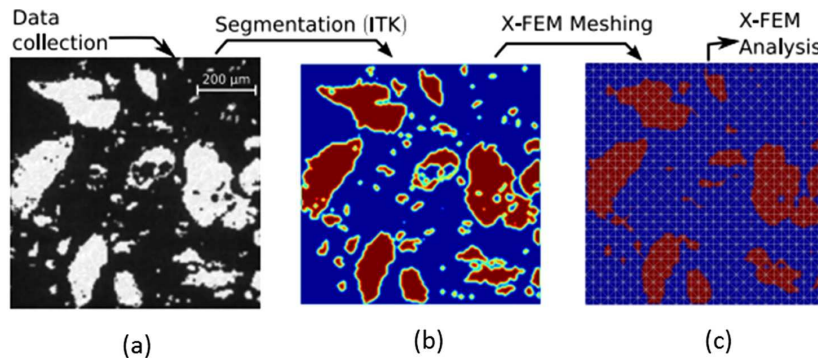 Data
collection
Segmentation (ITK)
X-FEM Meshing
X-FEM
Analysis
200 µm
(a)
(b)
(c)